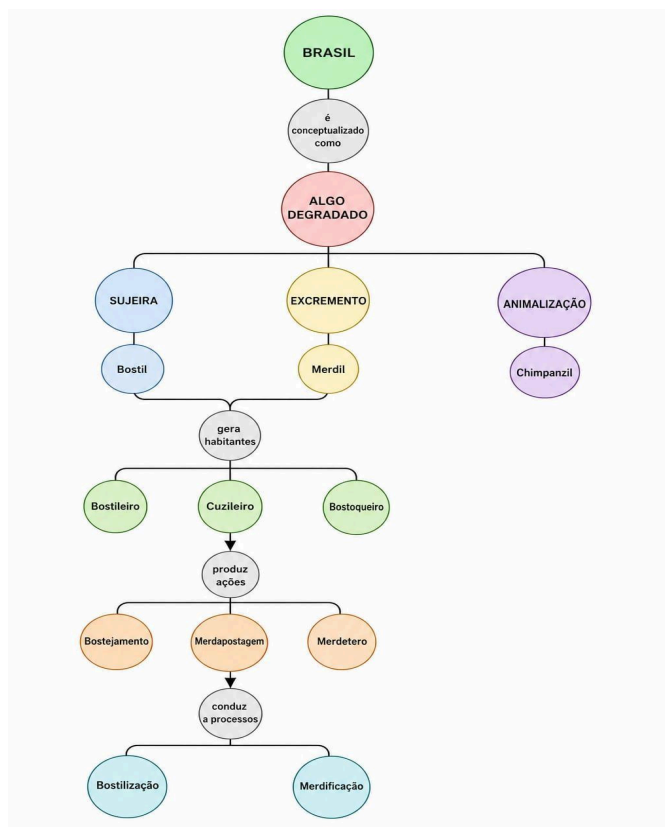 BRASIL
é
conceptualizado
como
ALGO
DEGRADADO
SUJEIRA
EXCREMENTO
ANIMALIZAÇÃO
Bostil
Merdil
Chimpanzil
gera
habitantes
Bostileiro
Cuzileiro
Bostoqueiro
produz
ações
Bostejamento
Merdapostagem
Merdetero
conduz
a processos
Bostilização
Merdificação